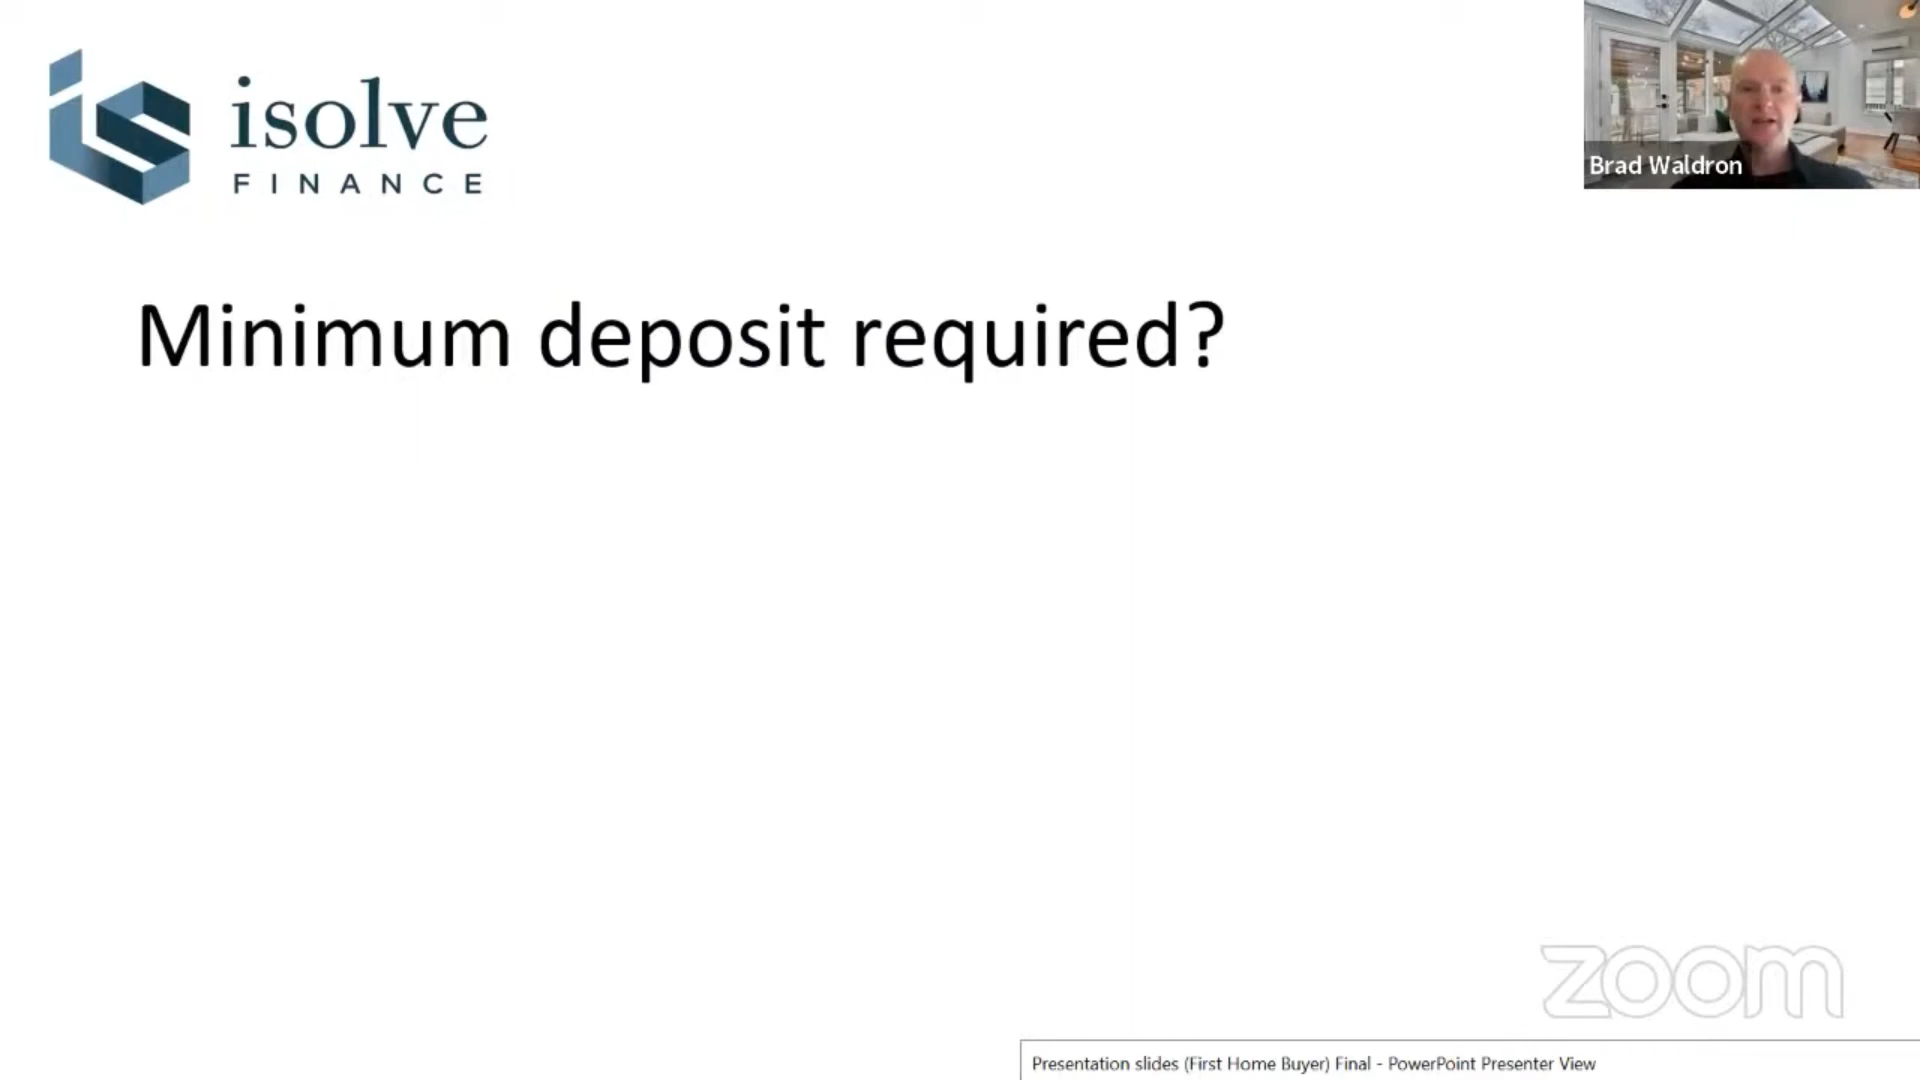 isolve
FINANCE
Brad Waldron
Minimum deposit required?
zoom
Presentation slides (First Home Buyer) Final - PowerPoint Presenter View